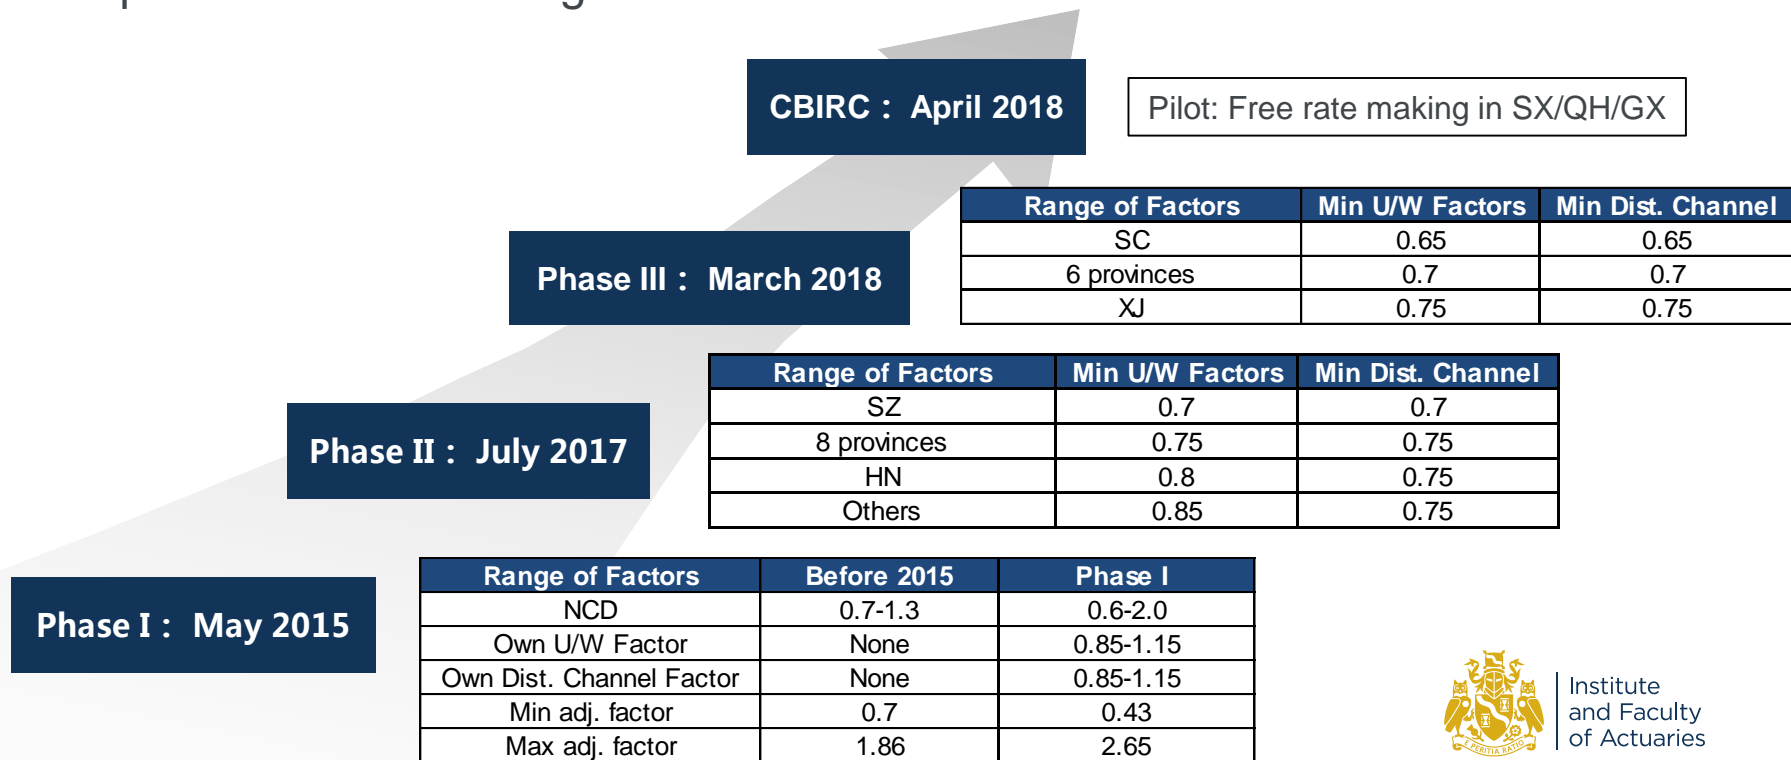 CBIRC： April 2018
Pilot: Free rate making in SX/QH/GX
Range of Factors Min U/W Factors Min Dist. Channel
SC 0.65 0.65
6 provinces 0.7 0.7
XJ 0.75 0.75
Phase III： March 2018
Range of Factors Min U/W Factors Min Dist. Channel
SZ 0.7 0.7
8 provinces 0.75 0.75
HN 0.8 0.75
Others 0.85 0.75
Phase II： July 2017
Range of Factors Before 2015 Phase I
NCD 0.7-1.3 0.6-2.0
Own U/W Factor None 0.85-1.15
Own Dist. Channel Factor None 0.85-1.15
Min adj. factor 0.7 0.43
Max adj. factor 1.86 2.65
Phase I： May 2015
Institute
and Faculty
of Actuaries